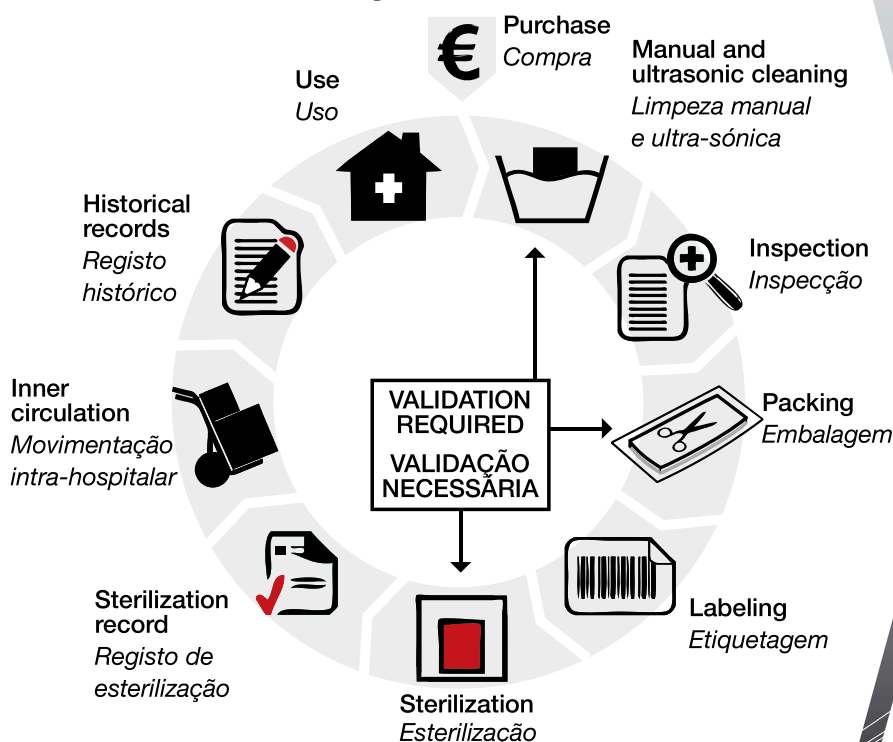 Purchase
Compra
Manual and
ultrasonic cleaning
Limpeza manual
e ultra-sónica
Use
Uso
Historical
records
Registo
histórico
Inspection
Inspecção
Inner
circulation
Movimentação
intra-hospitalar
VALIDATION
REQUIRED
VALIDAÇÃO
NECESSÁRIA
Packing
Embalagem
Sterilization
record
Registo de
esterilização
Labeling
Etiquetagem
Sterilization
Esterilização